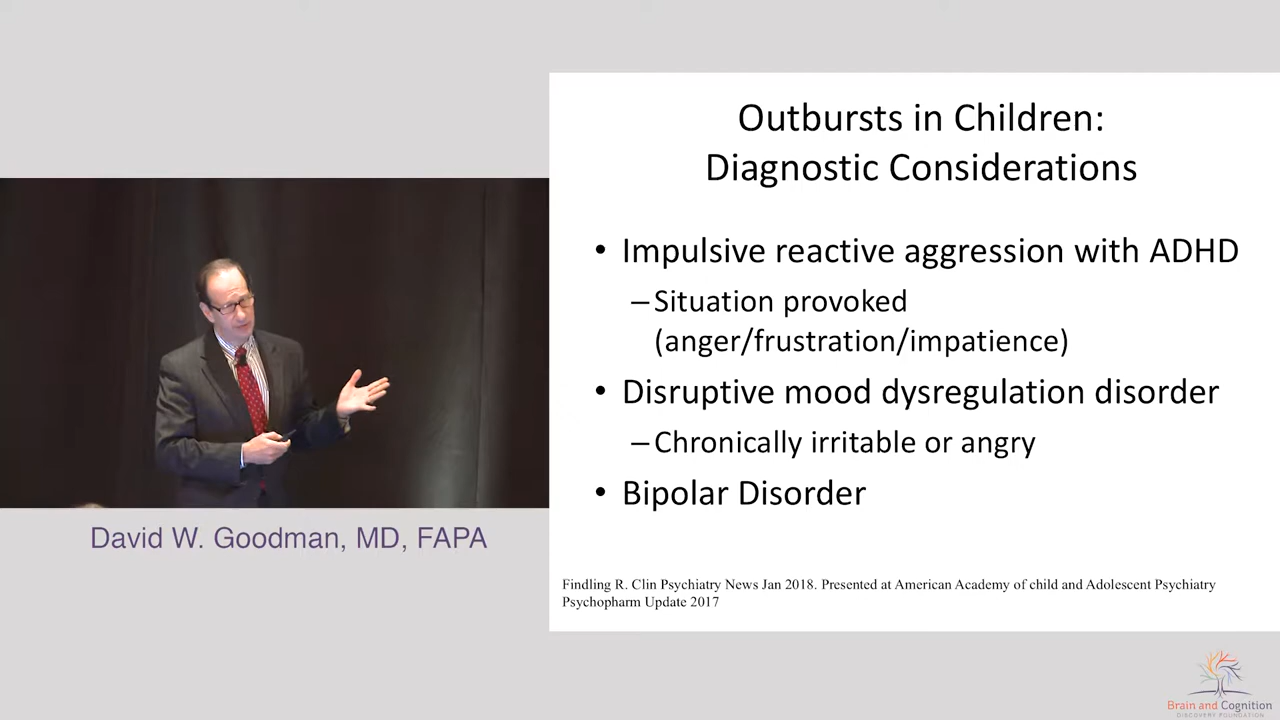 Outbursts in Children:
Diagnostic Considerations
• Impulsive reactive aggression with ADHD
–Situation provoked
(anger/frustration/impatience)
• Disruptive mood dysregulation disorder
–Chronically irritable or angry
• Bipolar Disorder
Findling R. Clin Psychiatry News Jan 2018. Presented at American Academy of child and Adolescent Psychiatry
Psychopharm Update 2017
David W. Goodman, MD, FAPA
Brain and Cognition
DISCOVERY FOUNDATION